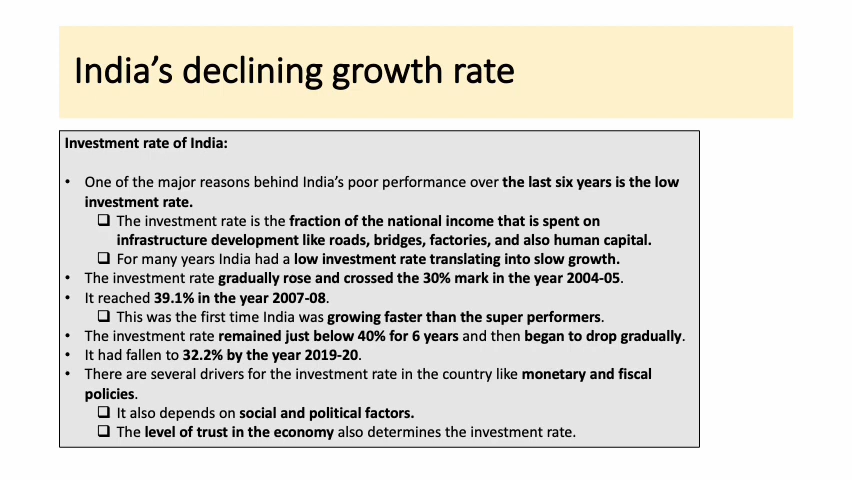 India's declining growth rate
Investment rate of India:
• One of the major reasons behind India's poor performance over the last six years is the low
investment rate.
❑ The investment rate is the fraction of the national income that is spent on
infrastructure development like roads, bridges, factories, and also human capital.
❑ For many years India had a low investment rate translating into slow growth.
• The investment rate gradually rose and crossed the 30% mark in the year 2004-05.
• It reached 39.1% in the year 2007-08.
❑ This was the first time India was growing faster than the super performers.
• The investment rate remained just below 40% for 6 years and then began to drop gradually.
• It had fallen to 32.2% by the year 2019-20.
• There are several drivers for the investment rate in the country like monetary and fiscal
policies.
❑ It also depends on social and political factors.
❑ The level of trust in the economy also determines the investment rate.